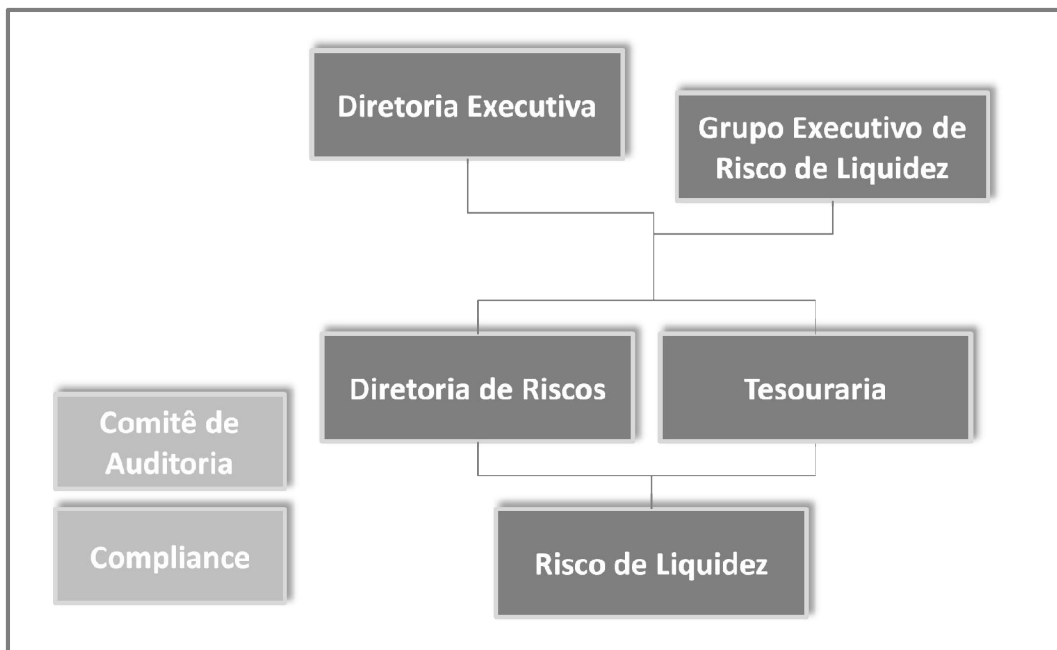 Diretoria Executiva
Grupo Executivo de
Risco de Liquidez
Diretoria de Riscos
Tesouraria
Comitê de
Auditoria
Compliance
Risco de Liquidez